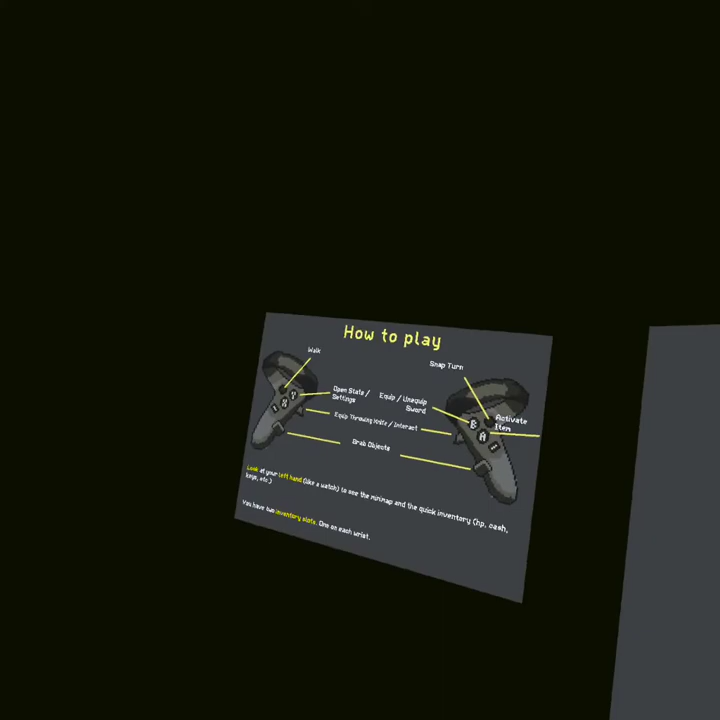 How to play
Walk
Snap Turn
Open Stats /
Settings
Equip / Unequip
Sword
Activate
Item
Equip Throwing Knife / Interact
Grab Objects
Y
X
B
A
Look at your left hand (like a watch) to see the minimap and the quick inventory (hp, cash,
keys, etc.)
You have two inventory slots. One on each wrist.